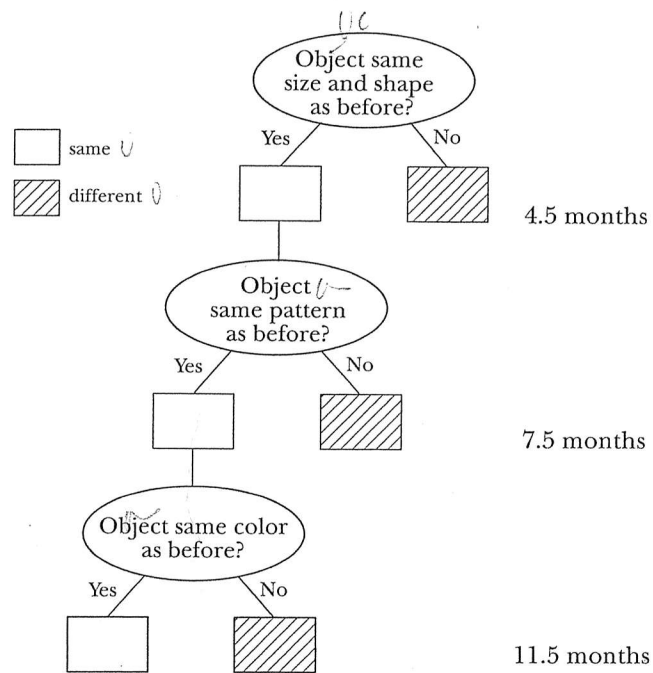 Object same
size and shape
as before?
Yes
No
same
different
4.5 months
Object
same pattern
as before?
Yes
No
7.5 months
Object same color
as before?
Yes
No
11.5 months